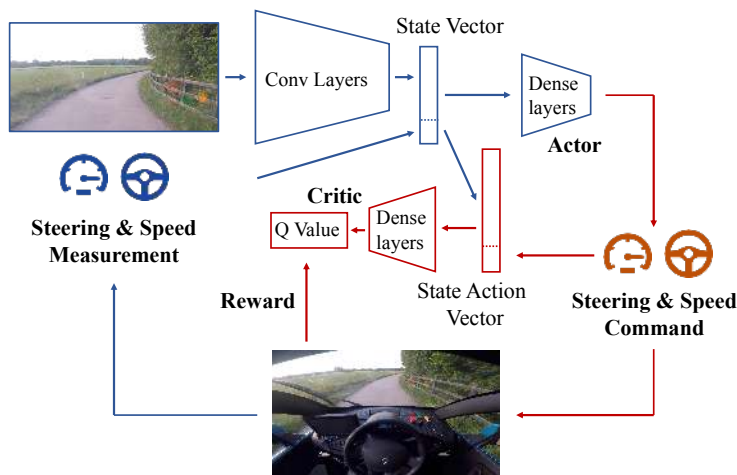 State Vector
Conv Layers
Dense
layers
Actor
Critic
Steering & Speed
Measurement
Q Value
Dense
layers
State Action
Vector
Reward
Steering & Speed
Command